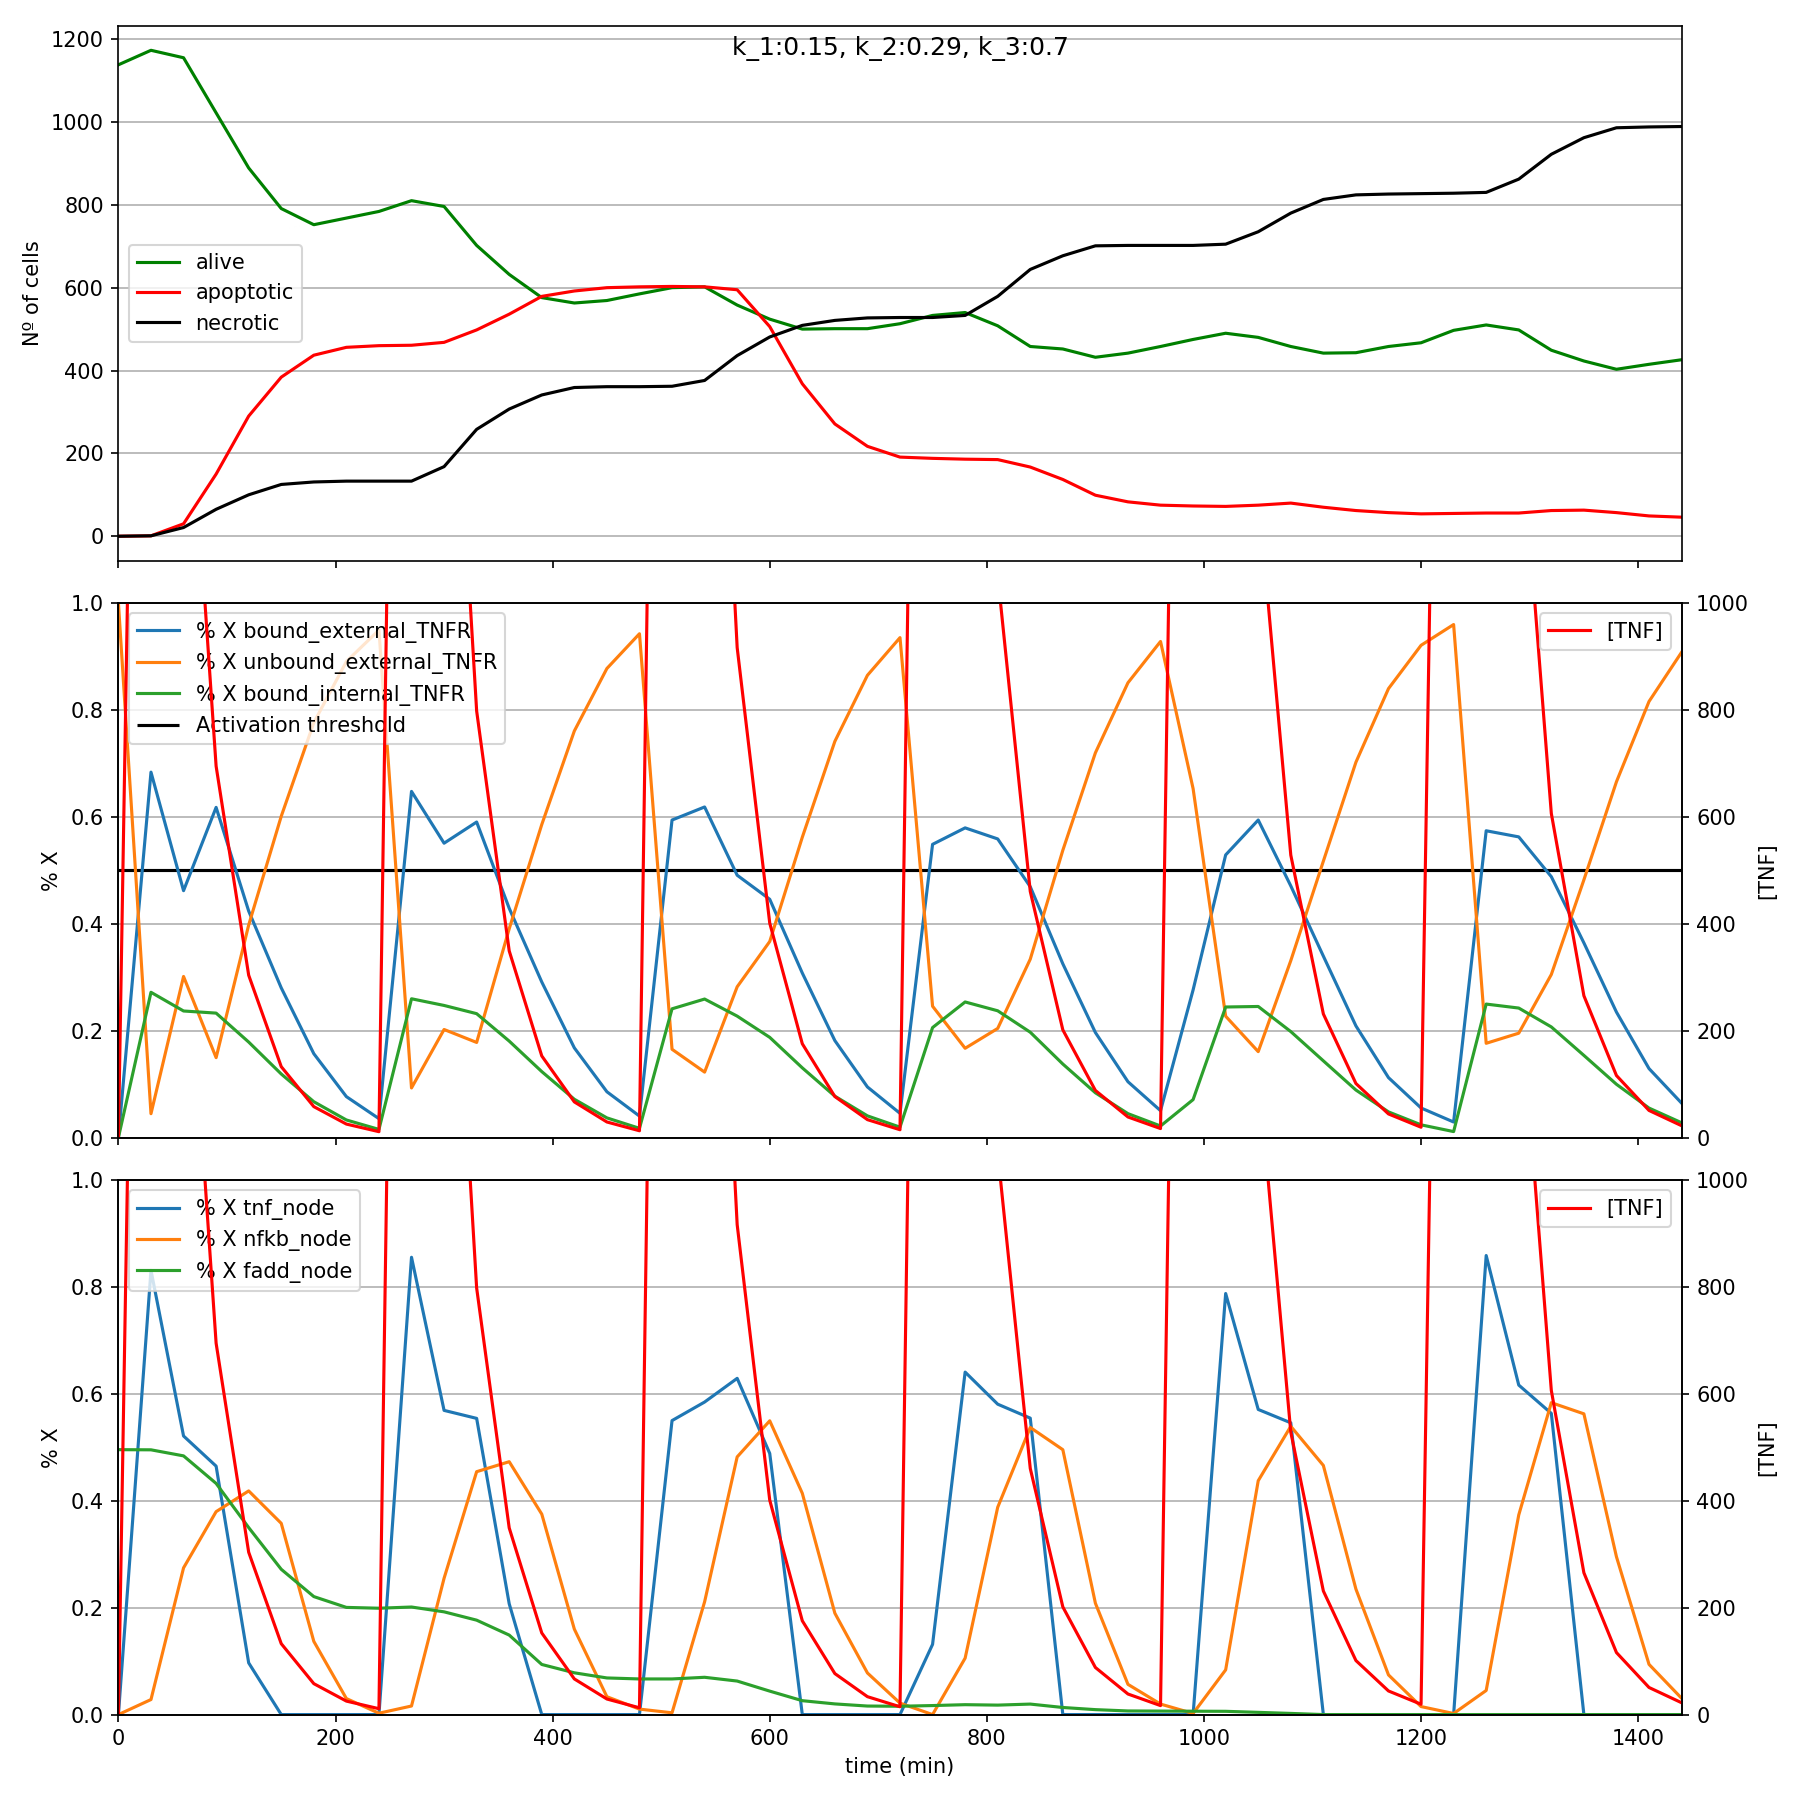 k_1:0.15, k_2:0.29, k_3:0.7
1200
1000
800
600
400
200
0
Nº of cells
alive
apoptotic
necrotic
1.0
0.8
0.6
0.4
0.2
0.0
% X
% X bound_external_TNFR
% X unbound_external_TNFR
% X bound_internal_TNFR
Activation threshold
[TNF]
1000
800
600
400
200
0
[TNF]
1.0
0.8
0.6
0.4
0.2
0.0
% X
% X tnf_node
% X nfkb_node
% X fadd_node
[TNF]
1000
800
600
400
200
0
[TNF]
0 200 400 600 800 1000 1200 1400
time (min)